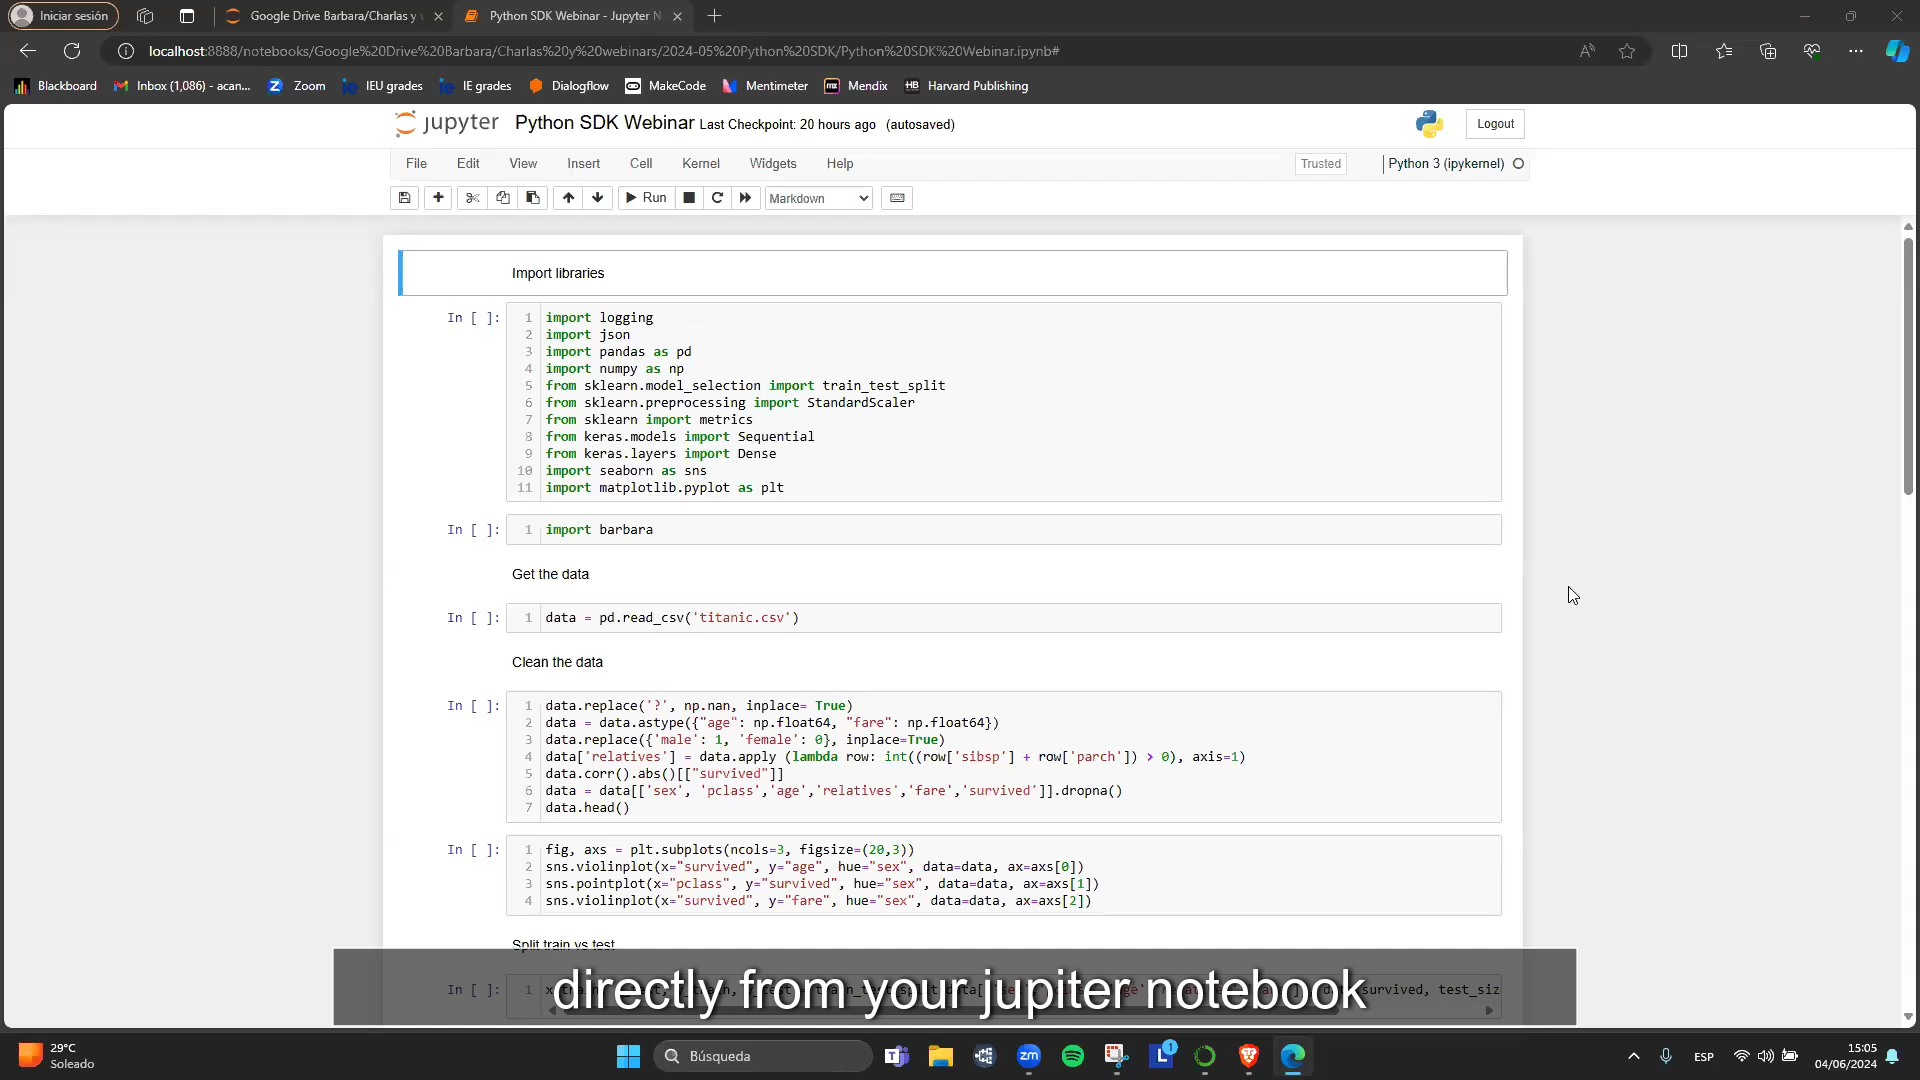 Iniciar sesión
Google Drive Barbara/Charlas y
Python SDK Webinar - Jupyter N
localhost:8888/notebooks/Google%20Drive%20Barbara/Charlas%20y%20webinars/2024-05%20Python%20SDK/Python%20SDK%20Webinar.ipynb#
Blackboard
Inbox (1,086) - acan...
Zoom
IEU grades
IE grades
Dialogflow
MakeCode
Mentimeter
mx Mendix
HB Harvard Publishing
jupyter Python SDK Webinar Last Checkpoint: 20 hours ago (autosaved)
Logout
File Edit View Insert Cell Kernel Widgets Help
Trusted
Python 3 (ipykernel)
Run
Markdown
Import libraries
In [ ]:
1 import logging
2 import json
3 import pandas as pd
4 import numpy as np
5 from sklearn.model_selection import train_test_split
6 from sklearn.preprocessing import StandardScaler
7 from sklearn import metrics
8 from keras.models import Sequential
9 from keras.layers import Dense
10 import seaborn as sns
11 import matplotlib.pyplot as plt
In [ ]:
1 import barbara
Get the data
In [ ]:
1 data = pd.read_csv('titanic.csv')
Clean the data
In [ ]:
1 data.replace('?', np.nan, inplace= True)
2 data = data.astype({"age": np.float64, "fare": np.float64})
3 data.replace({'male': 1, 'female': 0}, inplace=True)
4 data['relatives'] = data.apply (lambda row: int((row['sibsp'] + row['parch']) > 0), axis=1)
5 data.corr().abs()[["survived"]]
6 data = data[['sex', 'pclass','age','relatives','fare','survived']].dropna()
7 data.head()
In [ ]:
1 fig, axs = plt.subplots(ncols=3, figsize=(20,3))
2 sns.violinplot(x="survived", y="age", hue="sex", data=data, ax=axs[0])
3 sns.pointplot(x="pclass", y="survived", hue="sex", data=data, ax=axs[1])
4 sns.violinplot(x="survived", y="fare", hue="sex", data=data, ax=axs[2])
Split train vs test
In [ ]:
1
survived, test_siz
directly from your jupiter notebook
29°C
Soleado
Búsqueda
zm
L
1
ESP
15:05
04/06/2024